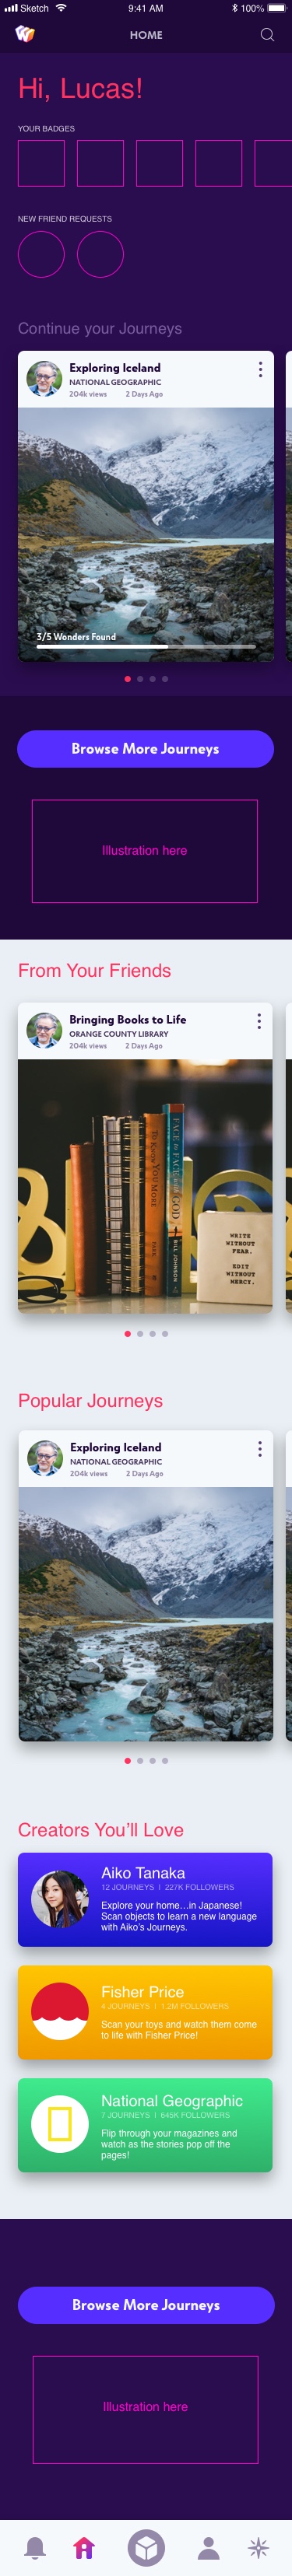 Sketch 9:41 AM 100%
HOME
Hi, Lucas!
YOUR BADGES
NEW FRIEND REQUESTS
Continue your Journeys
Exploring Iceland
NATIONAL GEOGRAPHIC
204k views 2 Days Ago
3/5 Wonders Found
Browse More Journeys
Illustration here
From Your Friends
Bringing Books to Life
ORANGE COUNTY LIBRARY
204k views 2 Days Ago
TO KNOW YOU MORE
FACE to FACE with GOD
BILL JOHNSON
WRITE
WITHOUT
FEAR.
EDIT
WITHOUT
MERCY.
Popular Journeys
Exploring Iceland
NATIONAL GEOGRAPHIC
204k views 2 Days Ago
Creators You’ll Love
Aiko Tanaka
12 JOURNEYS | 227K FOLLOWERS
Explore your home…in Japanese!
Scan objects to learn a new language
with Aiko’s Journeys.
Fisher Price
4 JOURNEYS | 1.2M FOLLOWERS
Scan your toys and watch them come
to life with Fisher Price!
National Geographic
7 JOURNEYS | 645K FOLLOWERS
Flip through your magazines and
watch as the stories pop off the
pages!
Browse More Journeys
Illustration here